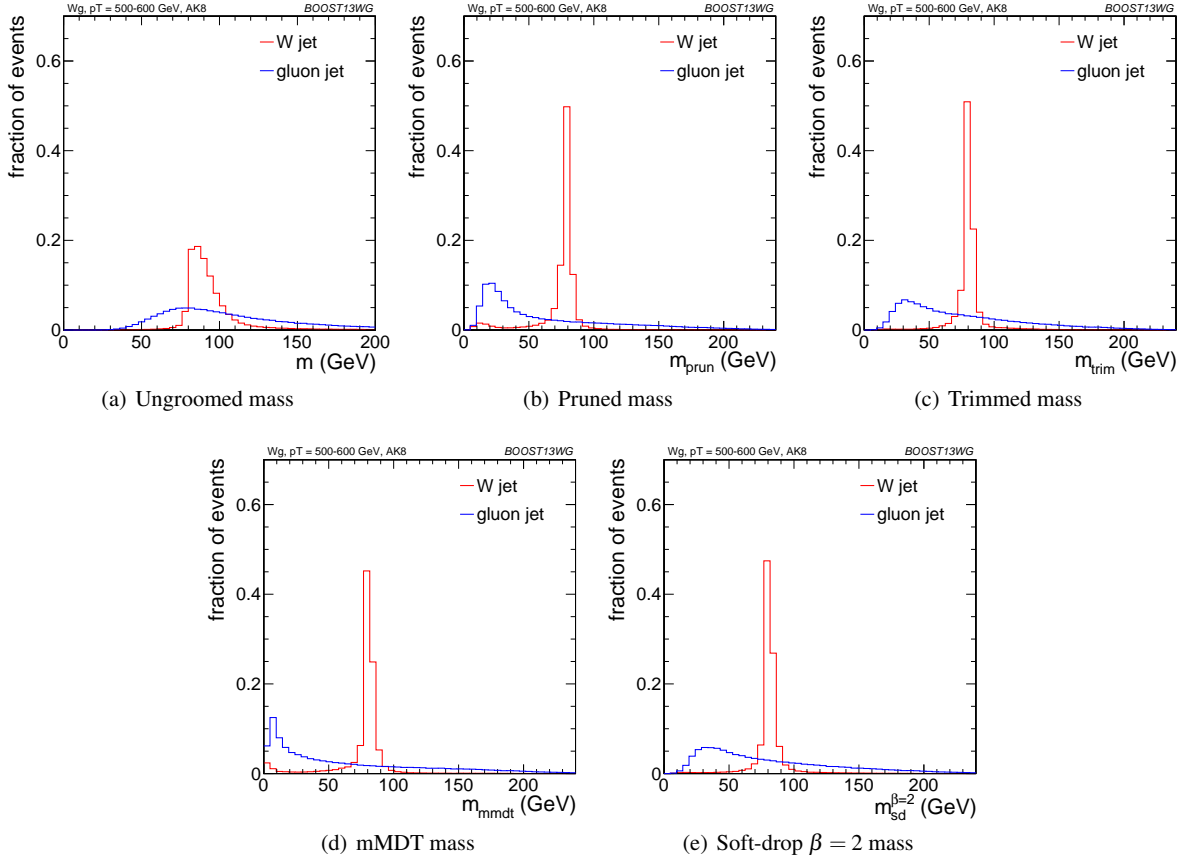 Wg, pT = 500-600 GeV, AK8 BOOST13WG
fraction of events
W jet
gluon jet
0.6
0.4
0.2
0
0 50 100 150 200
m (GeV)
(a) Ungroomed mass
Wg, pT = 500-600 GeV, AK8 BOOST13WG
fraction of events
W jet
gluon jet
0.6
0.4
0.2
0
0 50 100 150 200
m_prun (GeV)
(b) Pruned mass
Wg, pT = 500-600 GeV, AK8 BOOST13WG
fraction of events
W jet
gluon jet
0.6
0.4
0.2
0
0 50 100 150 200
m_trim (GeV)
(c) Trimmed mass
Wg, pT = 500-600 GeV, AK8 BOOST13WG
fraction of events
W jet
gluon jet
0.6
0.4
0.2
0
0 50 100 150 200
m_mmdt (GeV)
(d) mMDT mass
Wg, pT = 500-600 GeV, AK8 BOOST13WG
fraction of events
W jet
gluon jet
0.6
0.4
0.2
0
0 50 100 150 200
m_sd^β=2 (GeV)
(e) Soft-drop β = 2 mass